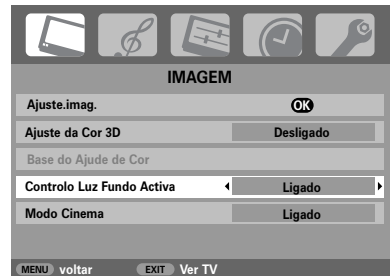 IMAGEM
Ajuste.imag. OK
Ajuste da Cor 3D Desligado
Base do Ajude de Cor
Controlo Luz Fundo Activa Ligado
Modo Cinema Ligado
MENU voltar EXIT Ver TV